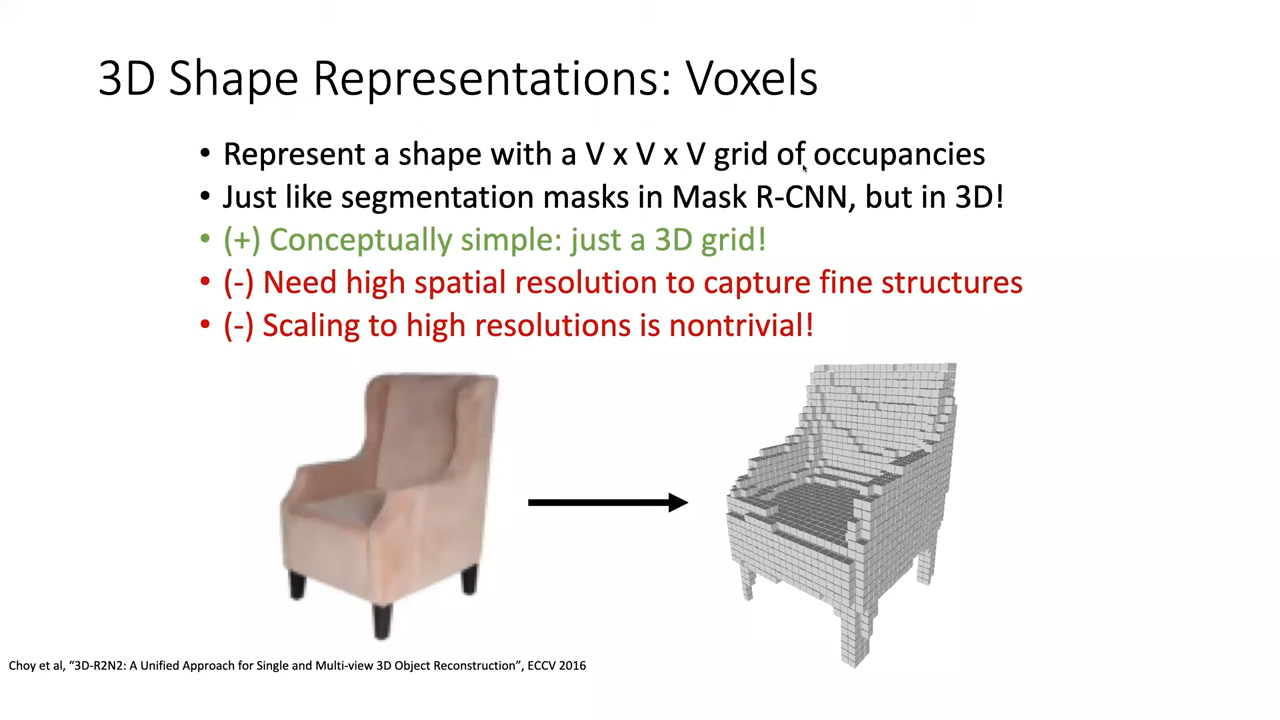 3D Shape Representations: Voxels
• Represent a shape with a V x V x V grid of occupancies
• Just like segmentation masks in Mask R-CNN, but in 3D!
• (+) Conceptually simple: just a 3D grid!
• (-) Need high spatial resolution to capture fine structures
• (-) Scaling to high resolutions is nontrivial!
Choy et al, “3D-R2N2: A Unified Approach for Single and Multi-view 3D Object Reconstruction”, ECCV 2016